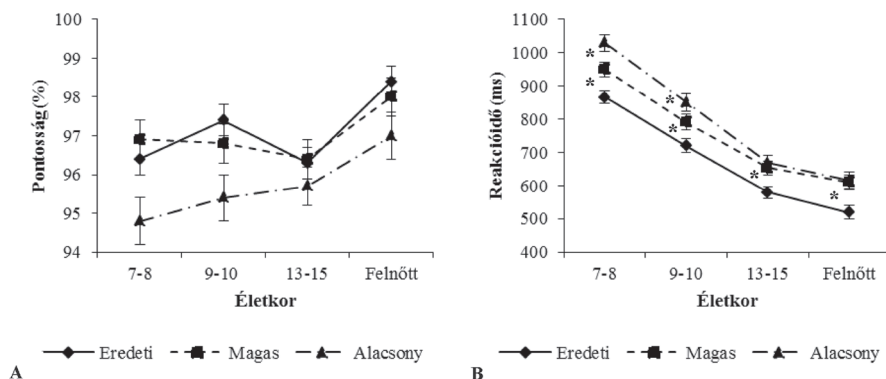 100
99
98
97
96
95
94
Pontosság (%)
7-8
9-10
13-15
Felnőtt
Életkor
Eredeti
Magas
Alacsony
A
1100
1000
900
800
700
600
500
400
Reakcióidő (ms)
*
*
*
*
*
*
7-8
9-10
13-15
Felnőtt
Életkor
Eredeti
Magas
Alacsony
B